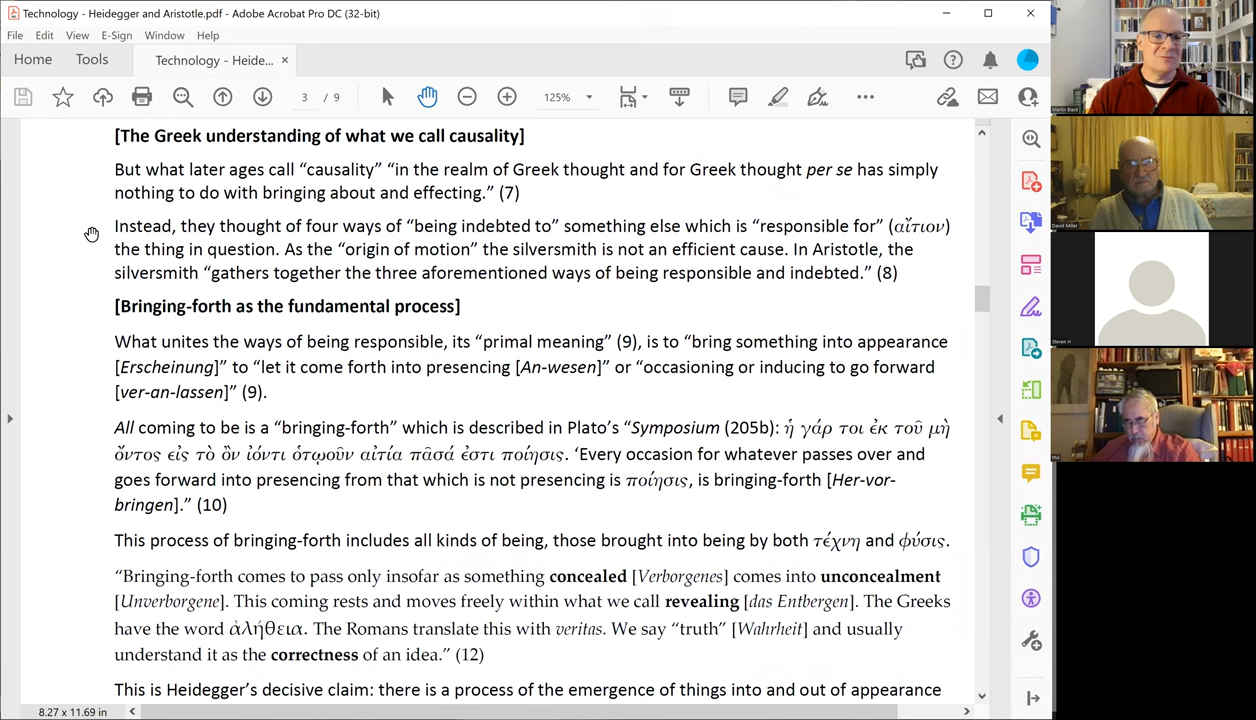 Technology - Heidegger and Aristotle.pdf - Adobe Acrobat Pro DC (32-bit)
File Edit View E-Sign Window Help
Home Tools Technology - Heide... ×
3 / 9 125%
[The Greek understanding of what we call causality]
But what later ages call “causality” “in the realm of Greek thought and for Greek thought per se has simply
nothing to do with bringing about and effecting.” (7)
Instead, they thought of four ways of “being indebted to” something else which is “responsible for” (αἴτιον)
the thing in question. As the “origin of motion” the silversmith is not an efficient cause. In Aristotle, the
silversmith “gathers together the three aforementioned ways of being responsible and indebted.” (8)
[Bringing-forth as the fundamental process]
What unites the ways of being responsible, its “primal meaning” (9), is to “bring something into appearance
[Erscheinung]” to “let it come forth into presencing [An-wesen]” or “occasioning or inducing to go forward
[ver-an-lassen]” (9).
All coming to be is a “bringing-forth” which is described in Plato’s “Symposium (205b): ἡ γάρ τοι ἐκ τοῦ μὴ
ὄντος εἰς τὸ ὂν ἰόντι ὁτῳοῦν αἰτία πᾶσά ἐστι ποίησις. ‘Every occasion for whatever passes over and
goes forward into presencing from that which is not presencing is ποίησις, is bringing-forth [Her-vor-
bringen].” (10)
This process of bringing-forth includes all kinds of being, those brought into being by both τέχνη and φύσις.
“Bringing-forth comes to pass only insofar as something concealed [Verborgenes] comes into unconcealment
[Unverborgene]. This coming rests and moves freely within what we call revealing [das Entbergen]. The Greeks
have the word ἀλήθεια. The Romans translate this with veritas. We say “truth” [Wahrheit] and usually
understand it as the correctness of an idea.” (12)
This is Heidegger’s decisive claim: there is a process of the emergence of things into and out of appearance
8.27 x 11.69 in
Martin Black
David Miller
Steven H
Phil